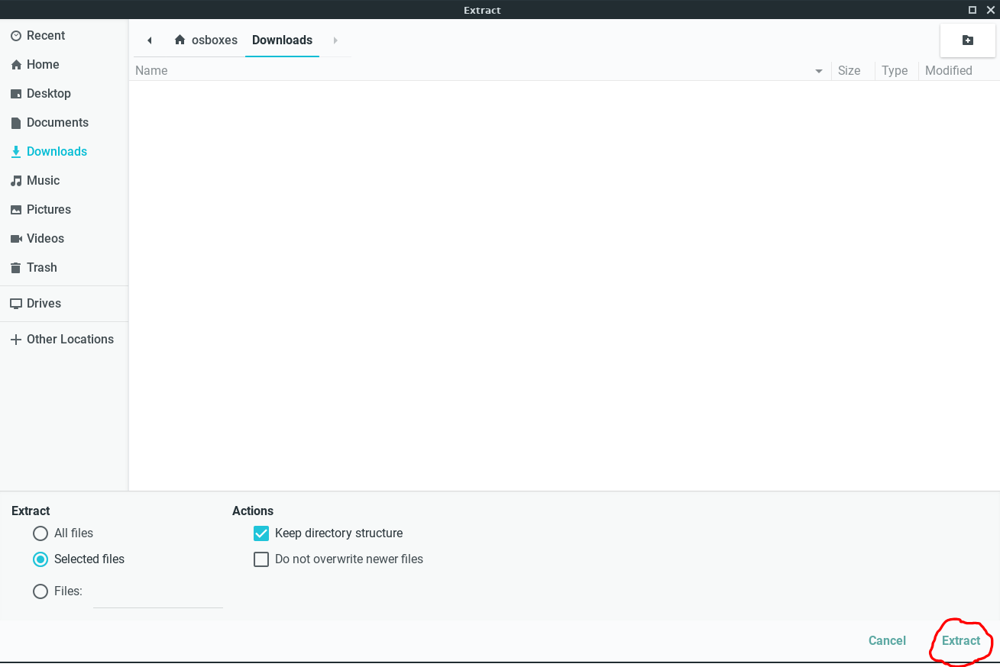 Extract
Recent
Home
Desktop
Documents
Downloads
Music
Pictures
Videos
Trash
Drives
Other Locations
osboxes Downloads
Name Size Type Modified
Extract
All files
Selected files
Files:
Actions
Keep directory structure
Do not overwrite newer files
Cancel Extract